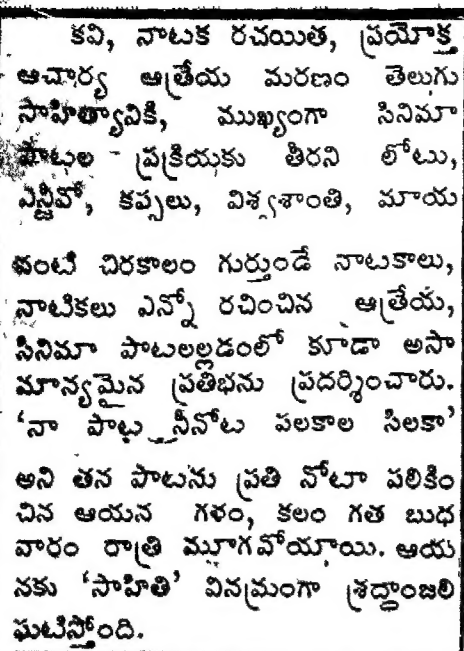 కవి, నాటక రచయిత, ప్రయోక్త
ఆచార్య ఆత్రేయ మరణం తెలుగు
సాహిత్యానికి, ముఖ్యంగా సినిమా
పాటల ప్రక్రియకు తీరని లోటు,
ఎన్జీవో, కప్పలు, విశ్వశాంతి, మాయ
వంటి చిరకాలం గుర్తుండే నాటకాలు,
నాటికలు ఎన్నో రచించిన ఆత్రేయ,
సినిమా పాటలల్లడంలో కూడా అసా
మాన్యమైన ప్రతిభను ప్రదర్శించారు.
‘నా పాట నీనోట పలకాల సిలకా’
అని తన పాటను ప్రతి నోటా పలికిం
చిన ఆయన గళం, కలం గత బుధ
వారం రాత్రి మూగవోయాయి. ఆయ
నకు ‘సాహితి’ వినమ్రంగా శ్రద్ధాంజలి
ఘటిస్తోంది.